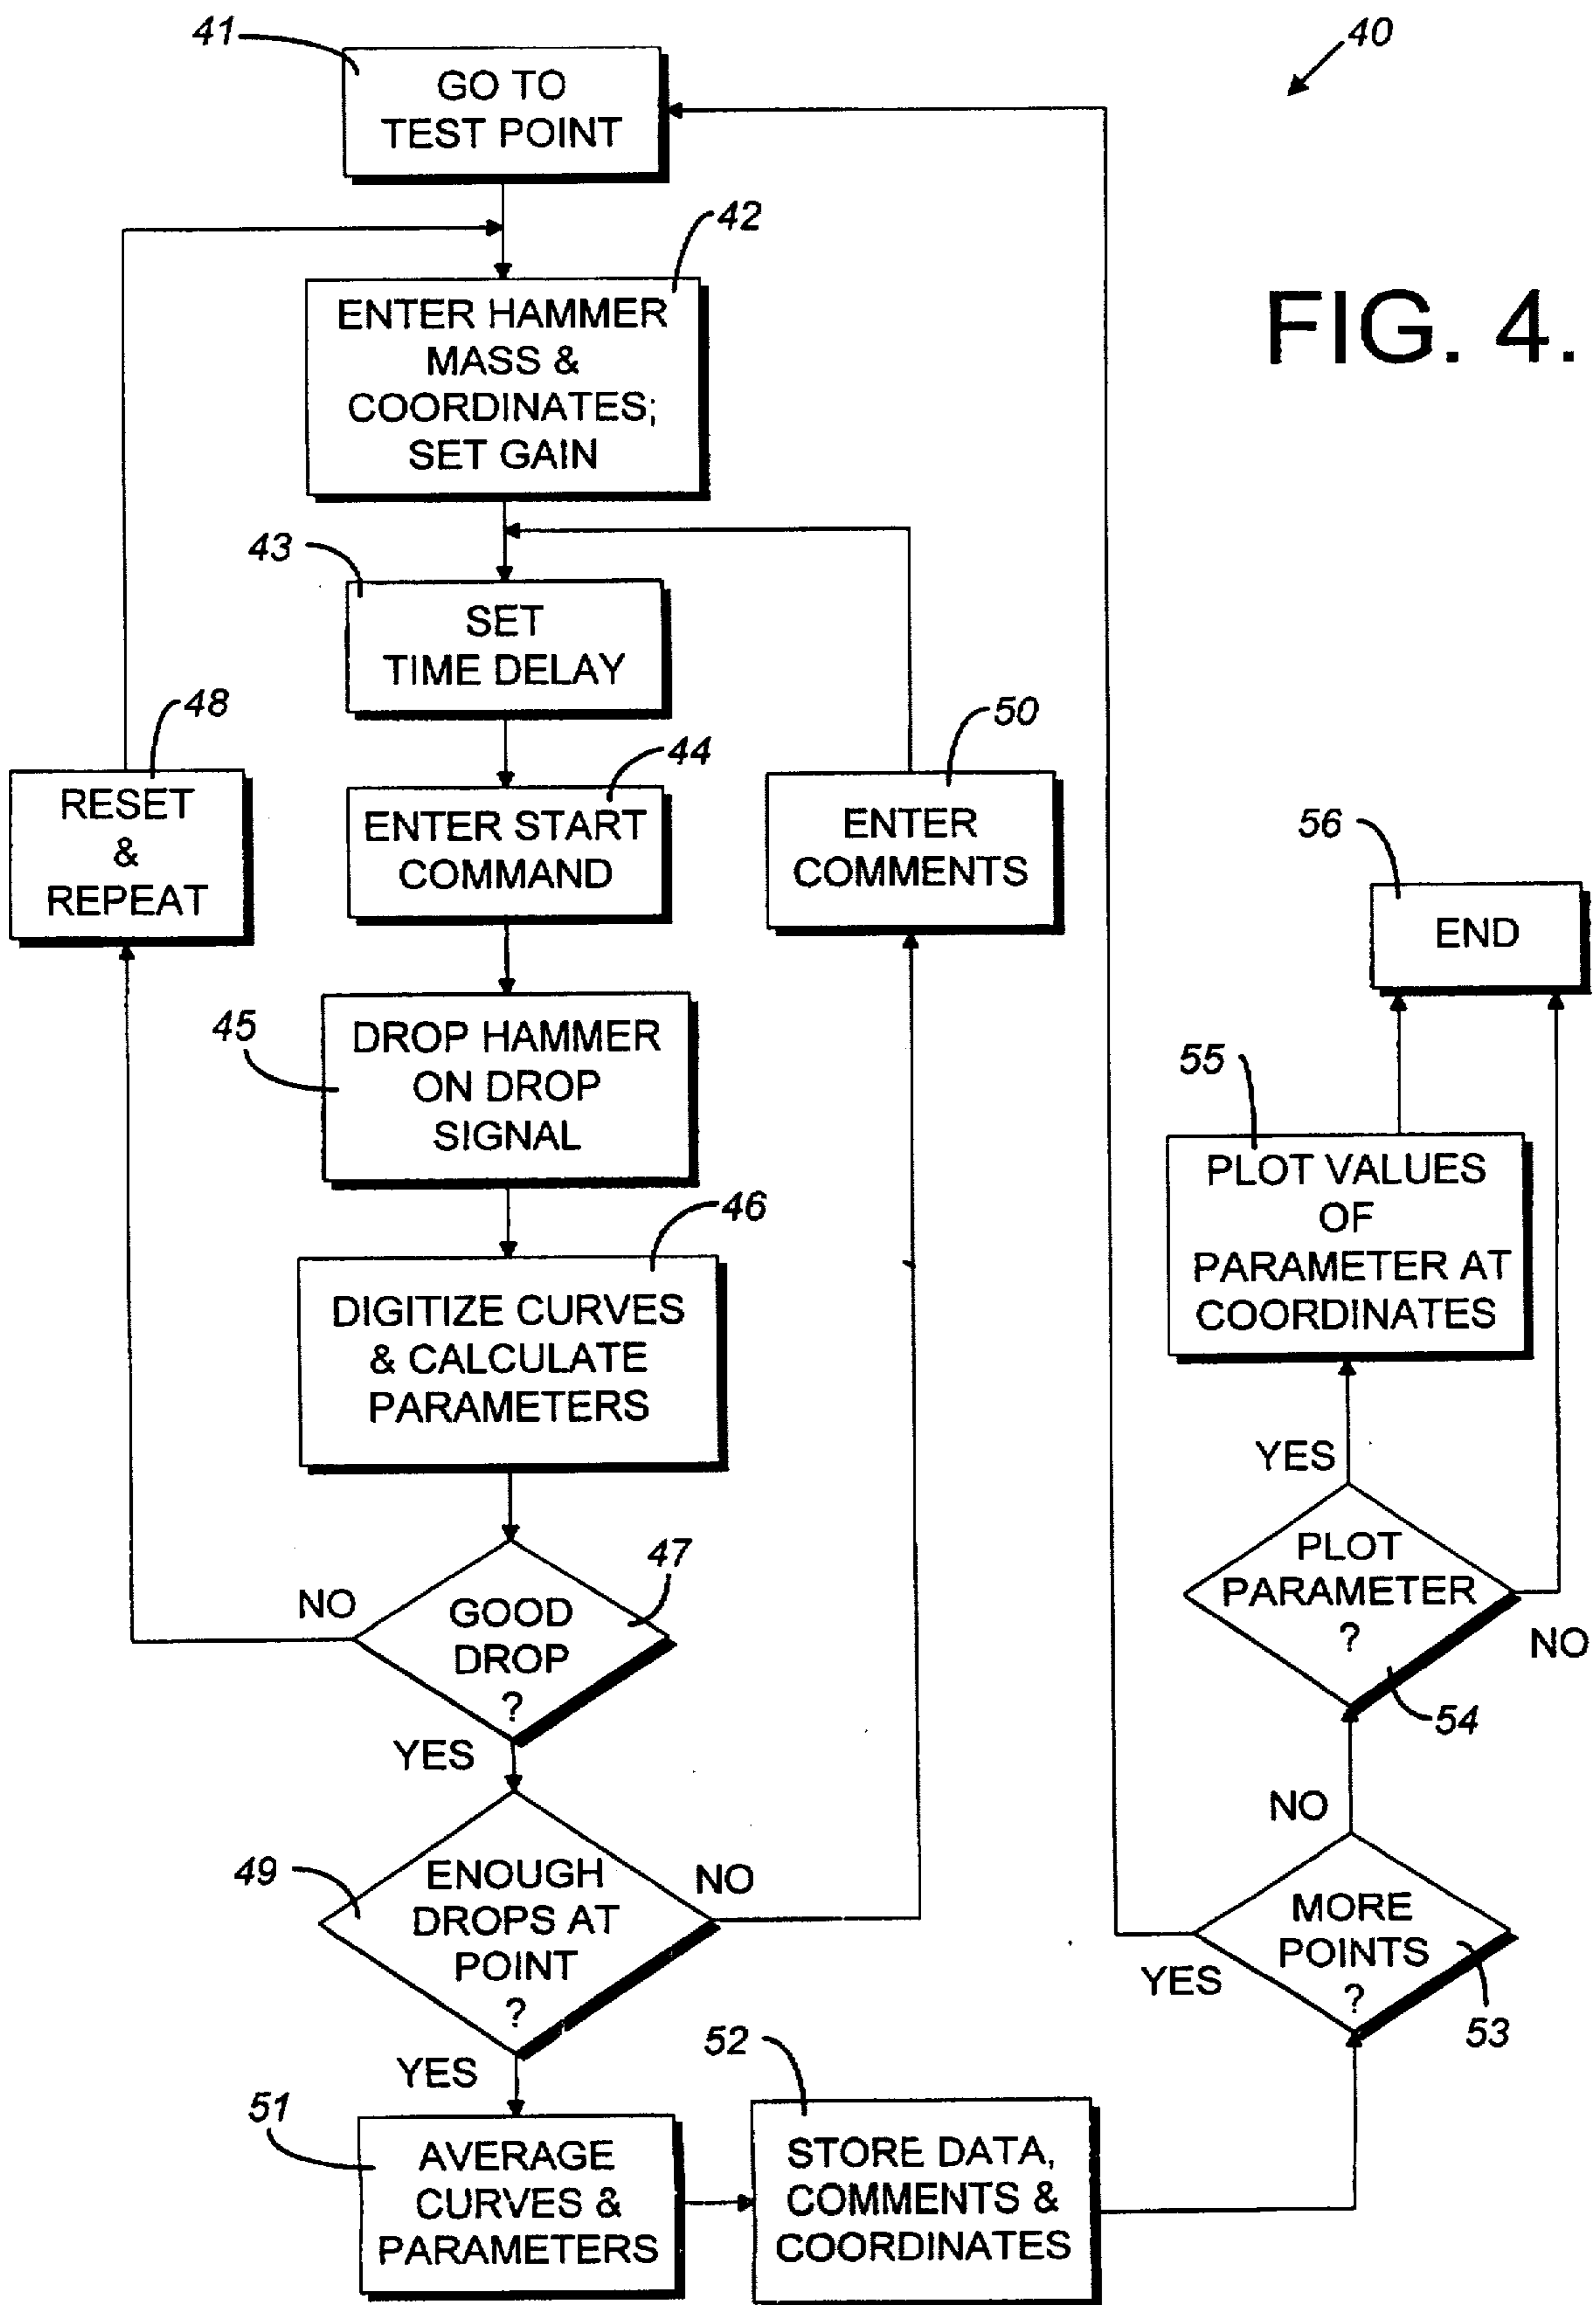 40
FIG. 4.
41
GO TO
TEST POINT
42
ENTER HAMMER
MASS &
COORDINATES;
SET GAIN
43
SET
TIME DELAY
44
ENTER START
COMMAND
45
DROP HAMMER
ON DROP
SIGNAL
46
DIGITIZE CURVES
& CALCULATE
PARAMETERS
47
GOOD
DROP
?
NO
YES
48
RESET
&
REPEAT
49
ENOUGH
DROPS AT
POINT
?
NO
YES
50
ENTER
COMMENTS
51
AVERAGE
CURVES &
PARAMETERS
52
STORE DATA,
COMMENTS &
COORDINATES
53
MORE
POINTS
?
YES
NO
54
PLOT
PARAMETER
?
YES
NO
55
PLOT VALUES
OF
PARAMETER AT
COORDINATES
56
END